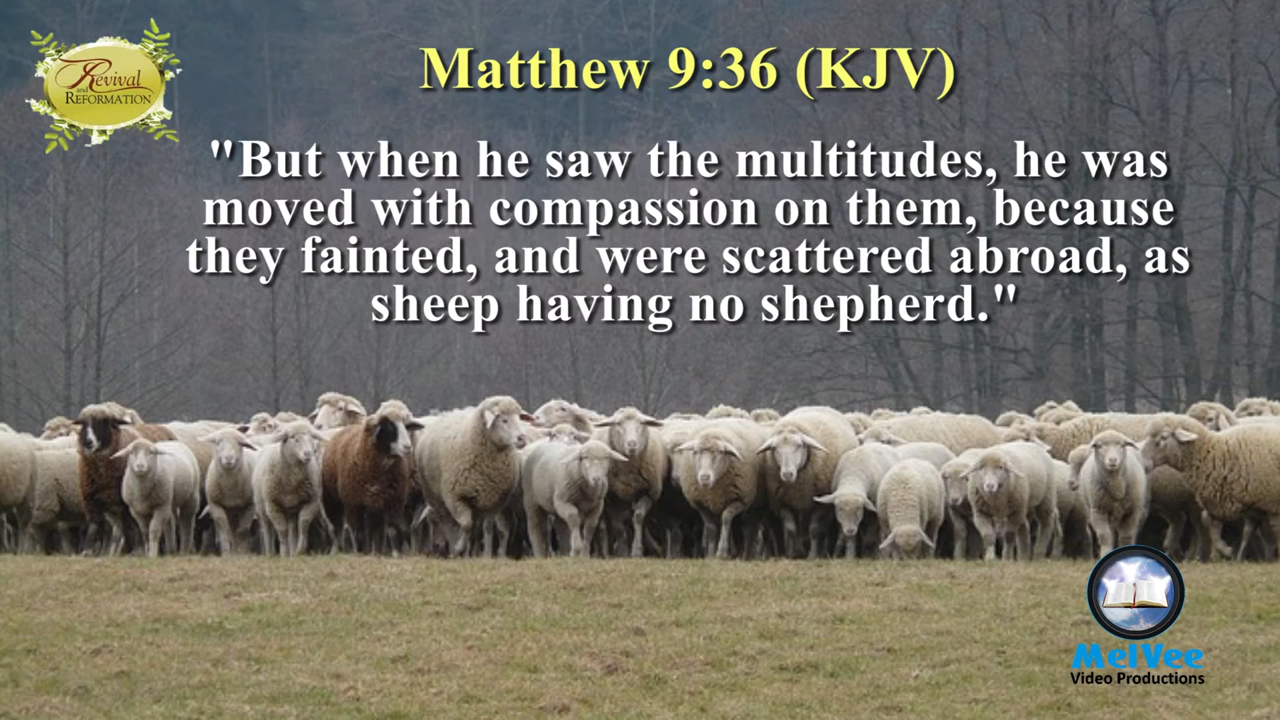 Revival
and
REFORMATION
Matthew 9:36 (KJV)
"But when he saw the multitudes, he was
moved with compassion on them, because
they fainted, and were scattered abroad, as
sheep having no shepherd."
MelVee
Video Productions